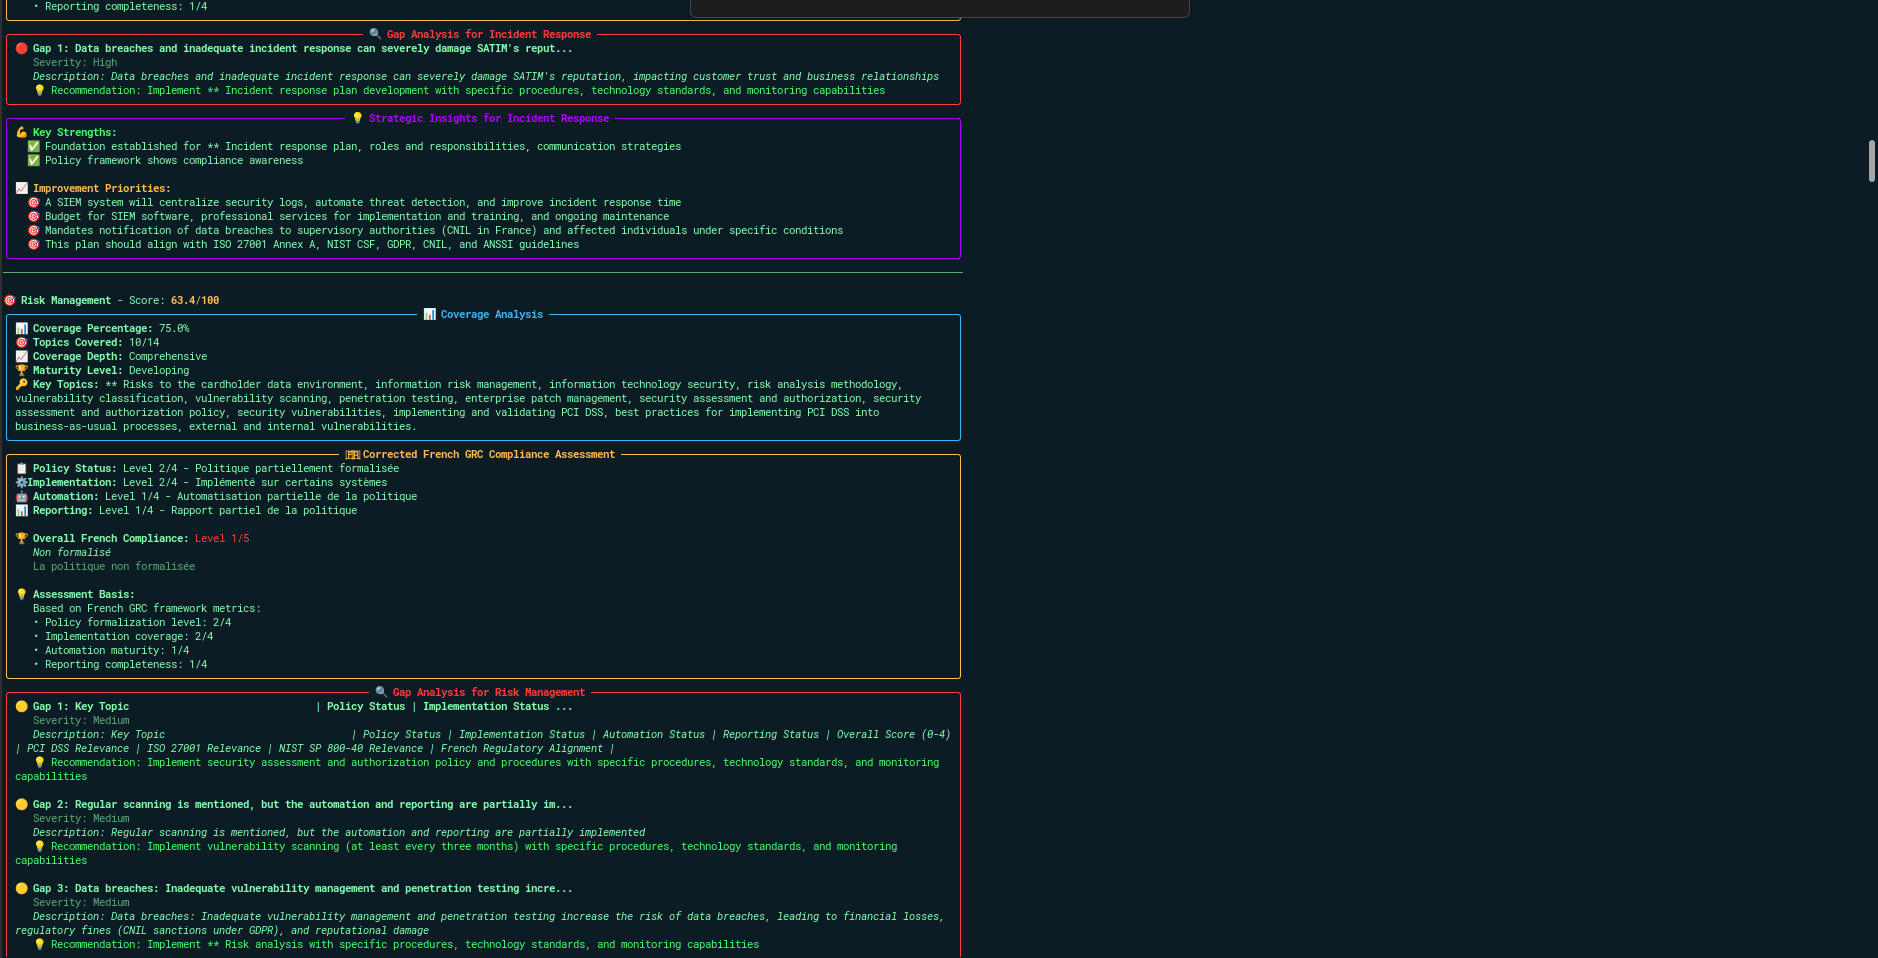 • Reporting completeness: 1/4
🔍 Gap Analysis for Incident Response
🔴 Gap 1: Data breaches and inadequate incident response can severely damage SATIM's reput...
Severity: High
Description: Data breaches and inadequate incident response can severely damage SATIM's reputation, impacting customer trust and business relationships
💡 Recommendation: Implement ** Incident response plan development with specific procedures, technology standards, and monitoring capabilities
💡 Strategic Insights for Incident Response
💪 Key Strengths:
✅ Foundation established for ** Incident response plan, roles and responsibilities, communication strategies
✅ Policy framework shows compliance awareness
📈 Improvement Priorities:
🎯 A SIEM system will centralize security logs, automate threat detection, and improve incident response time
🎯 Budget for SIEM software, professional services for implementation and training, and ongoing maintenance
🎯 Mandates notification of data breaches to supervisory authorities (CNIL in France) and affected individuals under specific conditions
🎯 This plan should align with ISO 27001 Annex A, NIST CSF, GDPR, CNIL, and ANSSI guidelines
🎯 Risk Management - Score: 63.4/100
📊 Coverage Analysis
📊 Coverage Percentage: 75.0%
🎯 Topics Covered: 10/14
📈 Coverage Depth: Comprehensive
🏆 Maturity Level: Developing
🔑 Key Topics: ** Risks to the cardholder data environment, information risk management, information technology security, risk analysis methodology,
vulnerability classification, vulnerability scanning, penetration testing, enterprise patch management, security assessment and authorization, security
assessment and authorization policy, security vulnerabilities, implementing and validating PCI DSS, best practices for implementing PCI DSS into
business-as-usual processes, external and internal vulnerabilities.
🇫🇷 Corrected French GRC Compliance Assessment
📋 Policy Status: Level 2/4 - Politique partiellement formalisée
⚙️Implementation: Level 2/4 - Implémenté sur certains systèmes
🤖 Automation: Level 1/4 - Automatisation partielle de la politique
📊 Reporting: Level 1/4 - Rapport partiel de la politique
🏆 Overall French Compliance: Level 1/5
Non formalisé
La politique non formalisée
💡 Assessment Basis:
Based on French GRC framework metrics:
• Policy formalization level: 2/4
• Implementation coverage: 2/4
• Automation maturity: 1/4
• Reporting completeness: 1/4
🔍 Gap Analysis for Risk Management
🟡 Gap 1: Key Topic | Policy Status | Implementation Status ...
Severity: Medium
Description: Key Topic | Policy Status | Implementation Status | Automation Status | Reporting Status | Overall Score (0-4)
| PCI DSS Relevance | ISO 27001 Relevance | NIST SP 800-40 Relevance | French Regulatory Alignment |
💡 Recommendation: Implement security assessment and authorization policy and procedures with specific procedures, technology standards, and monitoring
capabilities
🟡 Gap 2: Regular scanning is mentioned, but the automation and reporting are partially im...
Severity: Medium
Description: Regular scanning is mentioned, but the automation and reporting are partially implemented
💡 Recommendation: Implement vulnerability scanning (at least every three months) with specific procedures, technology standards, and monitoring
capabilities
🟡 Gap 3: Data breaches: Inadequate vulnerability management and penetration testing incre...
Severity: Medium
Description: Data breaches: Inadequate vulnerability management and penetration testing increase the risk of data breaches, leading to financial losses,
regulatory fines (CNIL sanctions under GDPR), and reputational damage
💡 Recommendation: Implement ** Risk analysis with specific procedures, technology standards, and monitoring capabilities